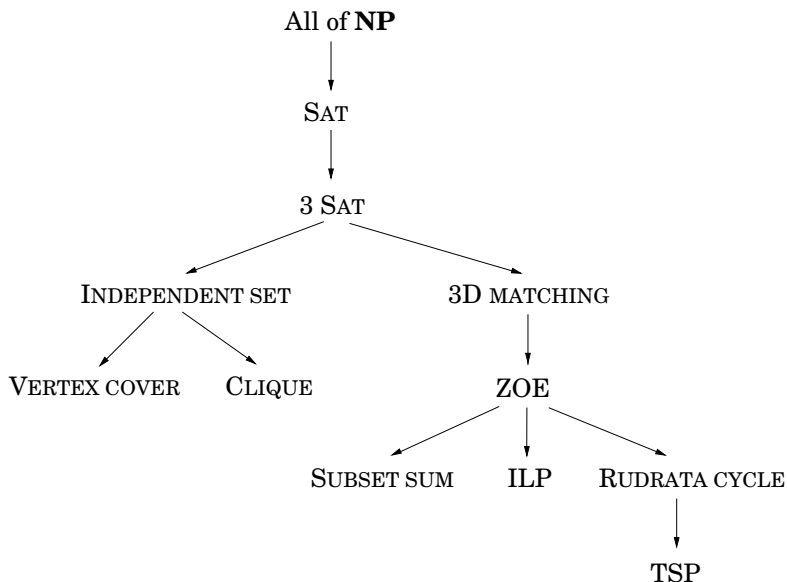 All of NP
SAT
3 SAT
INDEPENDENT SET
3D MATCHING
VERTEX COVER
CLIQUE
ZOE
SUBSET SUM
ILP
RUDRATA CYCLE
TSP